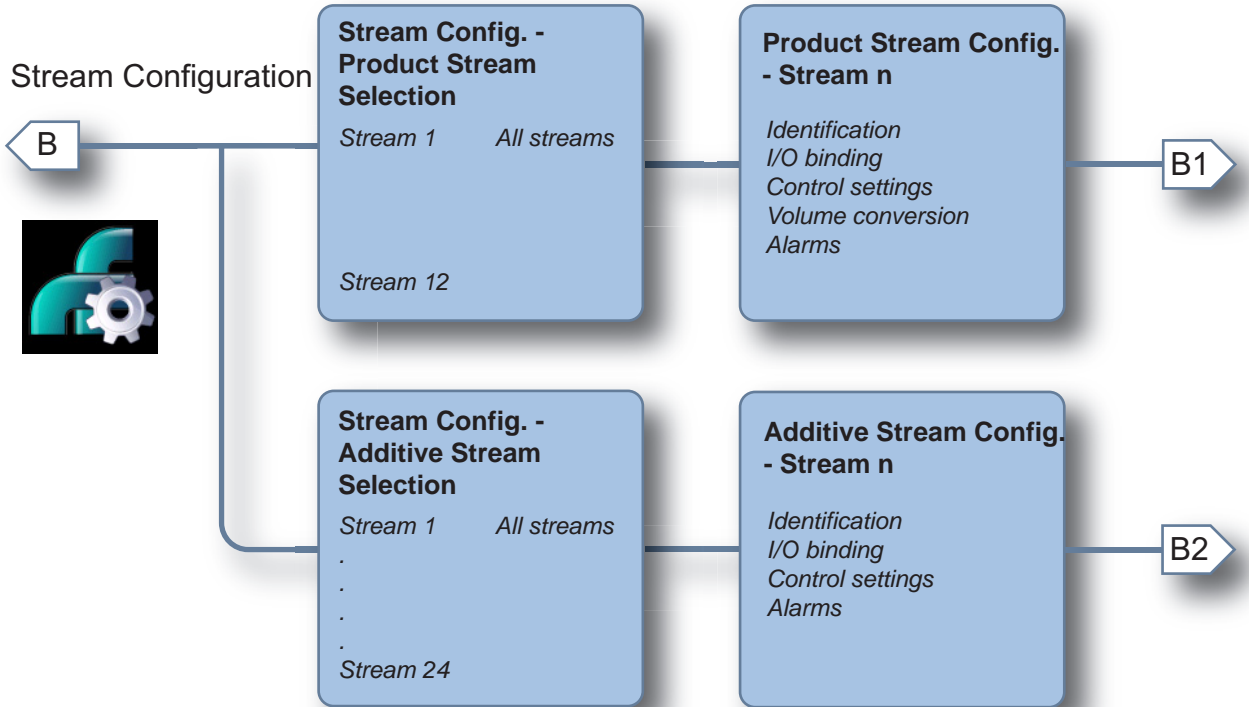 Stream Configuration
B
Stream Config. -
Product Stream
Selection
Stream 1 All streams
Stream 12
Product Stream Config.
- Stream n
Identification
I/O binding
Control settings
Volume conversion
Alarms
B1
Stream Config. -
Additive Stream
Selection
Stream 1 All streams
.
.
.
.
Stream 24
Additive Stream Config.
- Stream n
Identification
I/O binding
Control settings
Alarms
B2